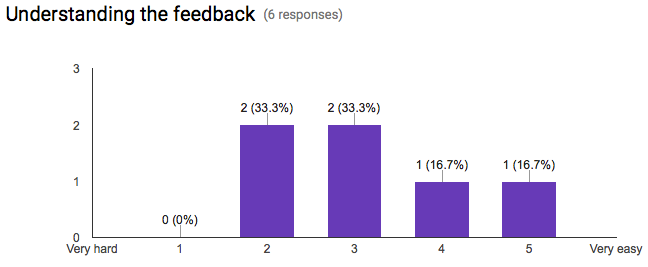 Understanding the feedback (6 responses)
3
2 (33.3%) 2 (33.3%)
2
1 (16.7%) 1 (16.7%)
1
0 (0%)
0
Very hard 1 2 3 4 5 Very easy